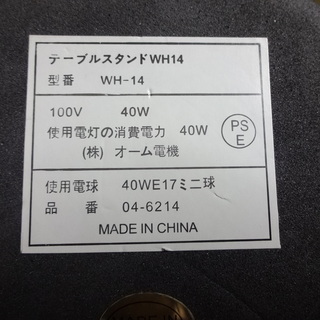 テーブルスタンドWH14
型番 WH-14
100V 40W
使用電灯の消費電力 40W
(株) オーム電機
PS
E
使用電球 40WE17ミニ球
品番 04-6214
MADE IN CHINA